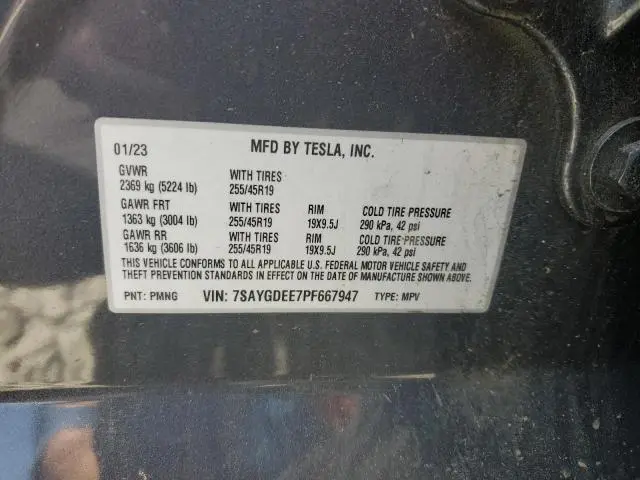 01/23 MFD BY TESLA, INC.
GVWR WITH TIRES
2369 kg (5224 lb) 255/45R19
GAWR FRT WITH TIRES RIM COLD TIRE PRESSURE
1363 kg (3004 lb) 255/45R19 19X9.5J 290 kPa, 42 psi
GAWR RR WITH TIRES RIM COLD TIRE PRESSURE
1636 kg (3606 lb) 255/45R19 19X9.5J 290 kPa, 42 psi
THIS VEHICLE CONFORMS TO ALL APPLICABLE U.S. FEDERAL MOTOR VEHICLE SAFETY AND
THEFT PREVENTION STANDARDS IN EFFECT ON THE DATE OF MANUFACTURE SHOWN ABOVE.
PNT: PMNG VIN: 7SAYGDEE7PF667947 TYPE: MPV